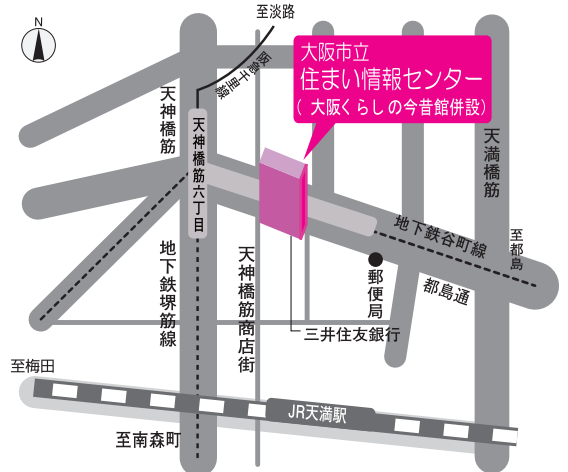 N
至淡路
阪急千里線
大阪市立
住まい情報センター
( 大阪くらしの今昔館併設)
天神橋筋
天神橋筋六丁目
天満橋筋
地下鉄谷町線
至都島
都島通
郵便局
地下鉄堺筋線
天神橋筋商店街
三井住友銀行
至梅田
JR天満駅
至南森町